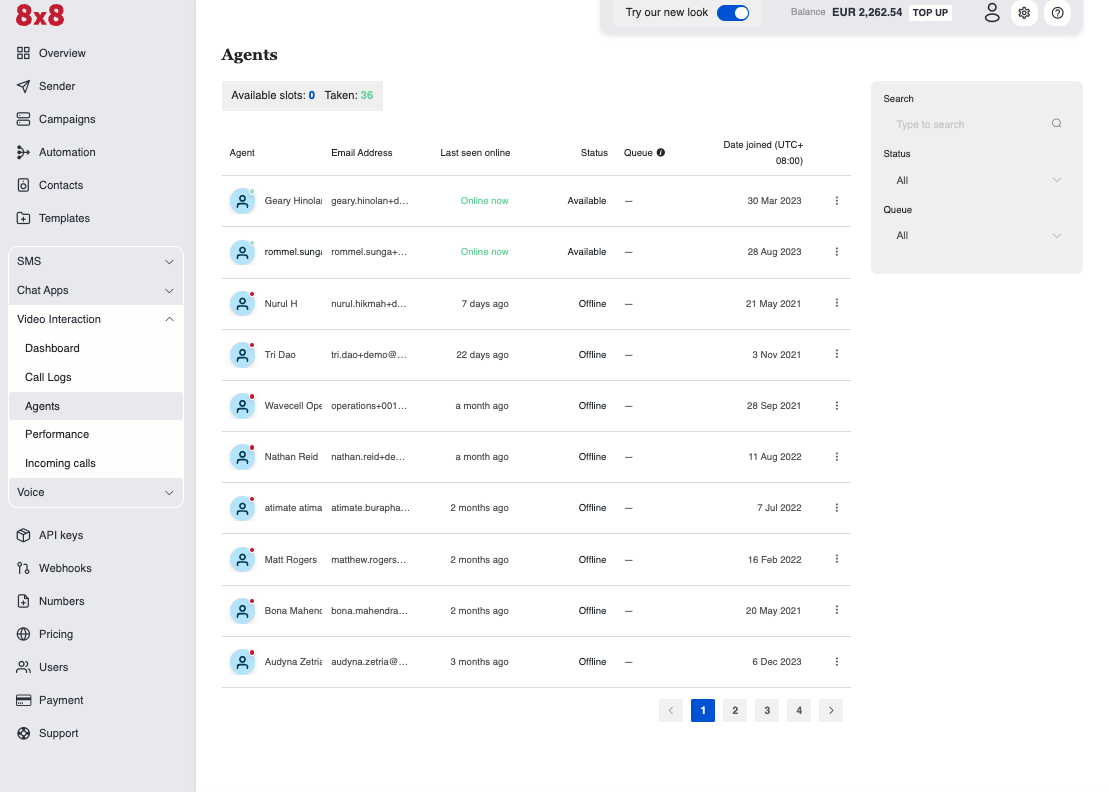 8x8
Try our new look
Balance EUR 2,262.54 TOP UP
Overview
Sender
Campaigns
Automation
Contacts
Templates
SMS
Chat Apps
Video Interaction
Dashboard
Call Logs
Agents
Performance
Incoming calls
Voice
API keys
Webhooks
Numbers
Pricing
Users
Payment
Support
Agents
Available slots: 0 Taken: 36
Agent Email Address Last seen online Status Queue Date joined (UTC+
08:00)
Geary Hinolan geary.hinolan+d... Online now Available — 30 Mar 2023
rommel.sunga rommel.sunga+... Online now Available — 28 Aug 2023
Nurul H nurul.hikmah+d... 7 days ago Offline — 21 May 2021
Tri Dao tri.dao+demo@... 22 days ago Offline — 3 Nov 2021
Wavecell Ope operations+001... a month ago Offline — 28 Sep 2021
Nathan Reid nathan.reid+de... a month ago Offline — 11 Aug 2022
atimate atima atimate.burapha... 2 months ago Offline — 7 Jul 2022
Matt Rogers matthew.rogers... 2 months ago Offline — 16 Feb 2022
Bona Mahend bona.mahendra... 2 months ago Offline — 20 May 2021
Audyna Zetria audyna.zetria@... 3 months ago Offline — 6 Dec 2023
1 2 3 4
Search
Type to search
Status
All
Queue
All